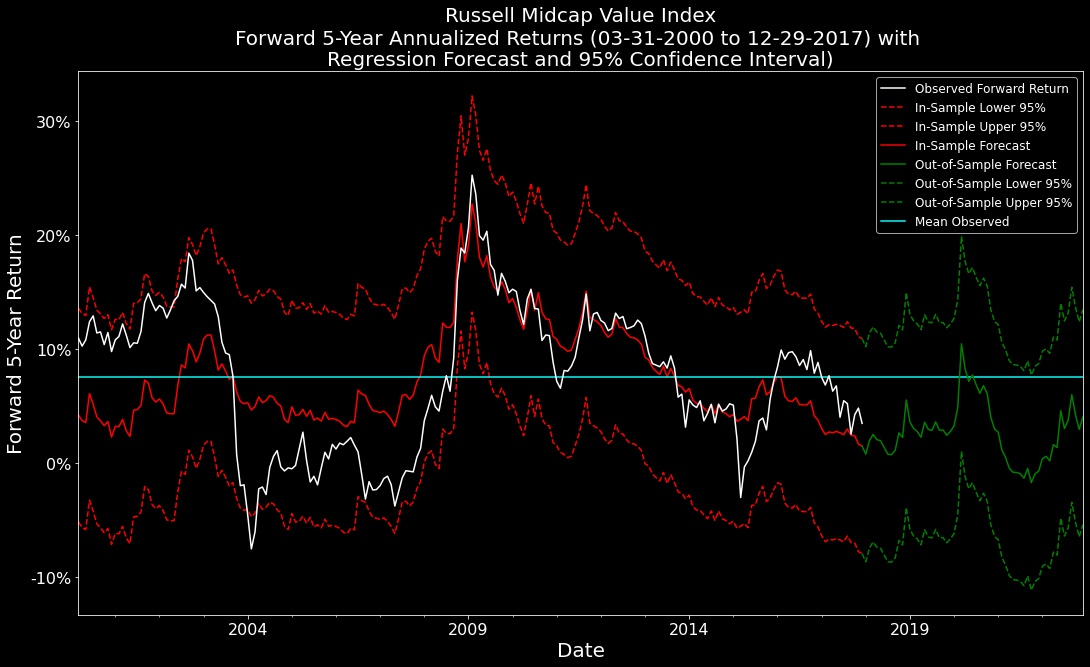 Russell Midcap Value Index
Forward 5-Year Annualized Returns (03-31-2000 to 12-29-2017) with
Regression Forecast and 95% Confidence Interval)
Forward 5-Year Return
30%
20%
10%
0%
-10%
Observed Forward Return
In-Sample Lower 95%
In-Sample Upper 95%
In-Sample Forecast
Out-of-Sample Forecast
Out-of-Sample Lower 95%
Out-of-Sample Upper 95%
Mean Observed
2004
2009
2014
2019
Date